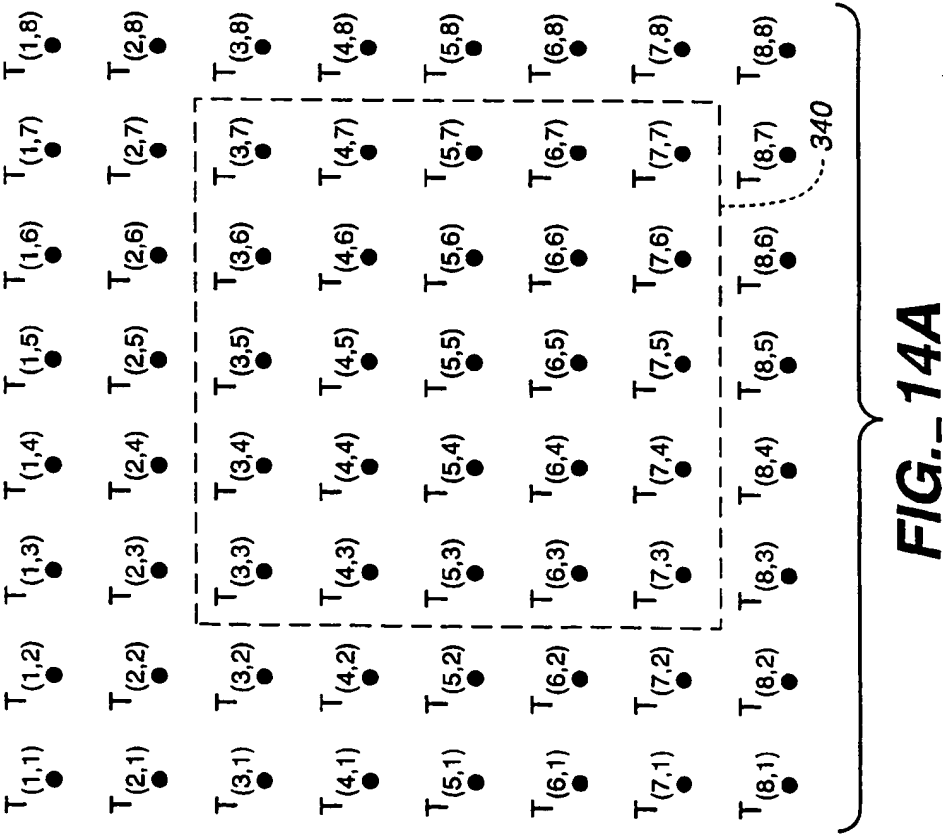 T(1,1) T(1,2) T(1,3) T(1,4) T(1,5) T(1,6) T(1,7) T(1,8)
T(2,1) T(2,2) T(2,3) T(2,4) T(2,5) T(2,6) T(2,7) T(2,8)
T(3,1) T(3,2) T(3,3) T(3,4) T(3,5) T(3,6) T(3,7) T(3,8)
T(4,1) T(4,2) T(4,3) T(4,4) T(4,5) T(4,6) T(4,7) T(4,8)
T(5,1) T(5,2) T(5,3) T(5,4) T(5,5) T(5,6) T(5,7) T(5,8)
T(6,1) T(6,2) T(6,3) T(6,4) T(6,5) T(6,6) T(6,7) T(6,8)
T(7,1) T(7,2) T(7,3) T(7,4) T(7,5) T(7,6) T(7,7) T(7,8)
T(8,1) T(8,2) T(8,3) T(8,4) T(8,5) T(8,6) T(8,7) T(8,8)
340
FIG._14A